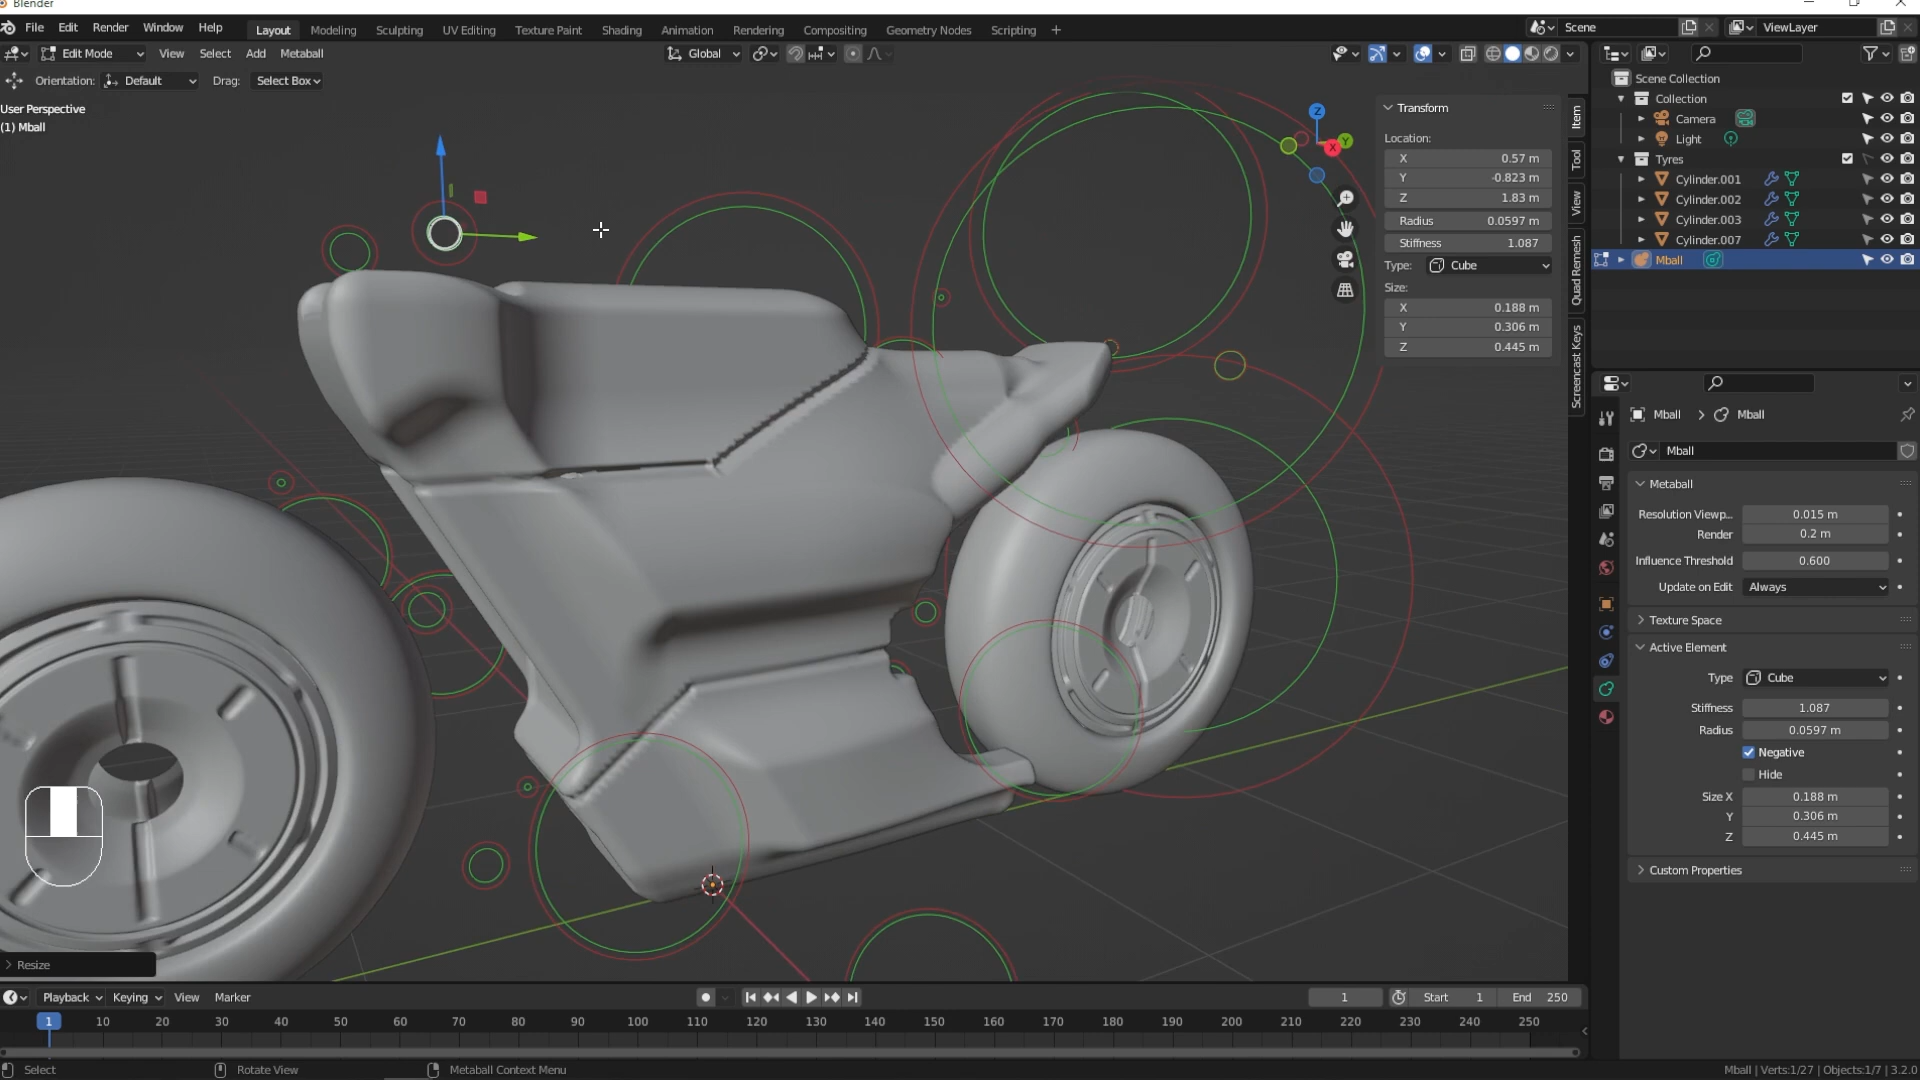 Blender
File Edit Render Window Help
Layout Modeling Sculpting UV Editing Texture Paint Shading Animation Rendering Compositing Geometry Nodes Scripting +
Scene
ViewLayer
Edit Mode View Select Add Metaball
Global
Orientation: Default Drag: Select Box
User Perspective
(1) Mball
Z
Y
X
Transform
Location:
X 0.57 m
Y -0.823 m
Z 1.83 m
Radius 0.0597 m
Stiffness 1.087
Type: Cube
Size:
X 0.188 m
Y 0.306 m
Z 0.445 m
Item
Tool
View
Quad Remesh
Screencast Keys
Scene Collection
Collection
Camera
Light
Tyres
Cylinder.001
Cylinder.002
Cylinder.003
Cylinder.007
Mball
Mball > Mball
Mball
Metaball
Resolution Viewp... 0.015 m
Render 0.2 m
Influence Threshold 0.600
Update on Edit Always
Texture Space
Active Element
Type Cube
Stiffness 1.087
Radius 0.0597 m
Negative
Hide
Size X 0.188 m
Y 0.306 m
Z 0.445 m
Custom Properties
Resize
Playback Keying View Marker
1 Start 1 End 250
1 10 20 30 40 50 60 70 80 90 100 110 120 130 140 150 160 170 180 190 200 210 220 230 240 250
Select Rotate View Metaball Context Menu
Mball | Verts:1/27 | Objects:1/7 | 3.2.0